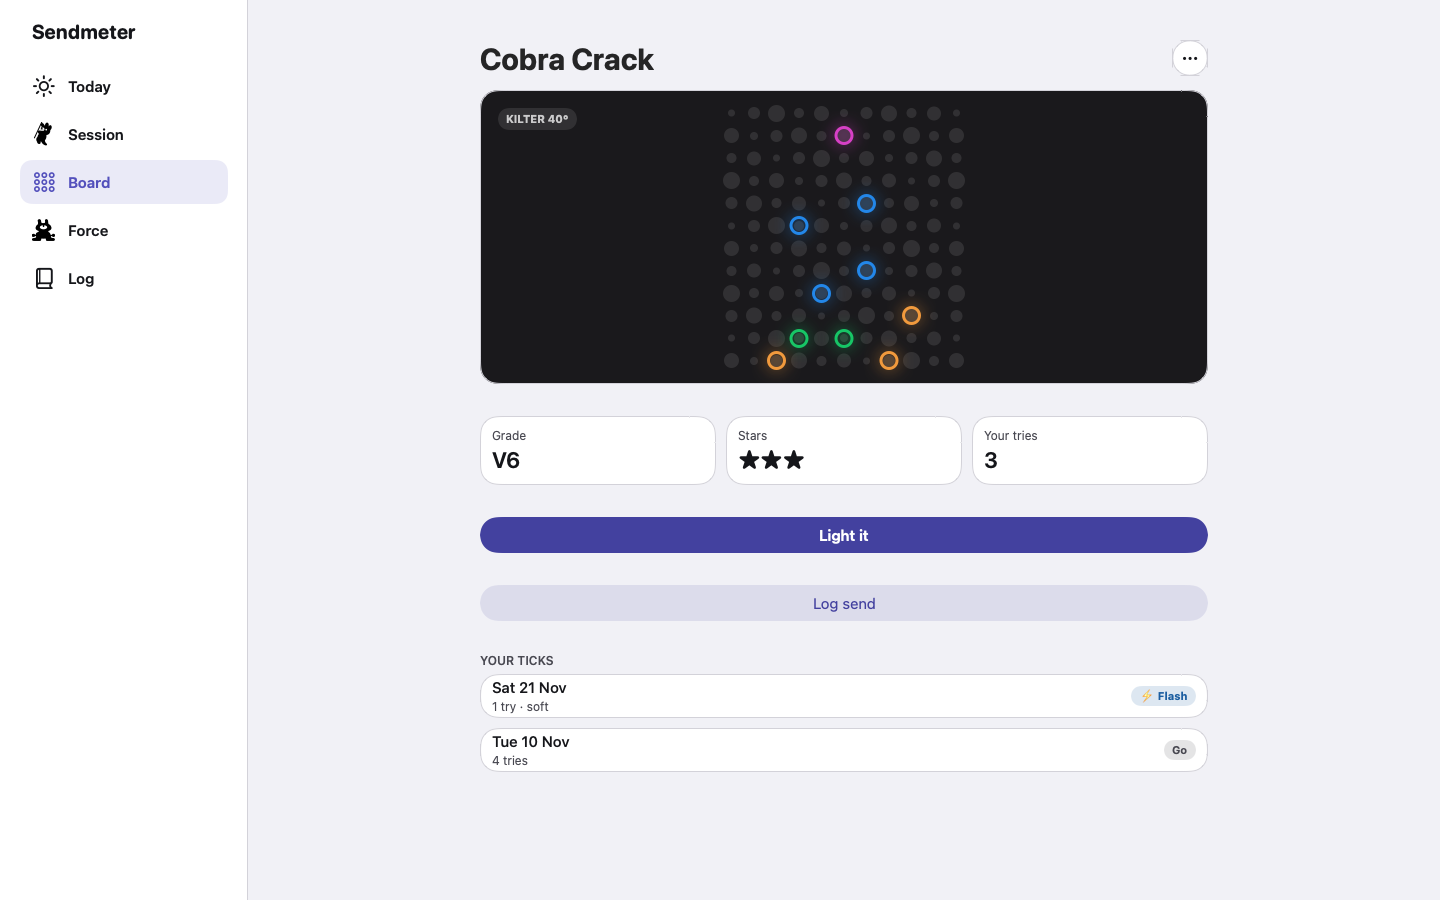 Sendmeter
Today
Session
Board
Force
Log
Cobra Crack
KILTER 40°
Grade
V6
Stars
★★★
Your tries
3
Light it
Log send
YOUR TICKS
Sat 21 Nov
1 try · soft
⚡ Flash
Tue 10 Nov
4 tries
Go